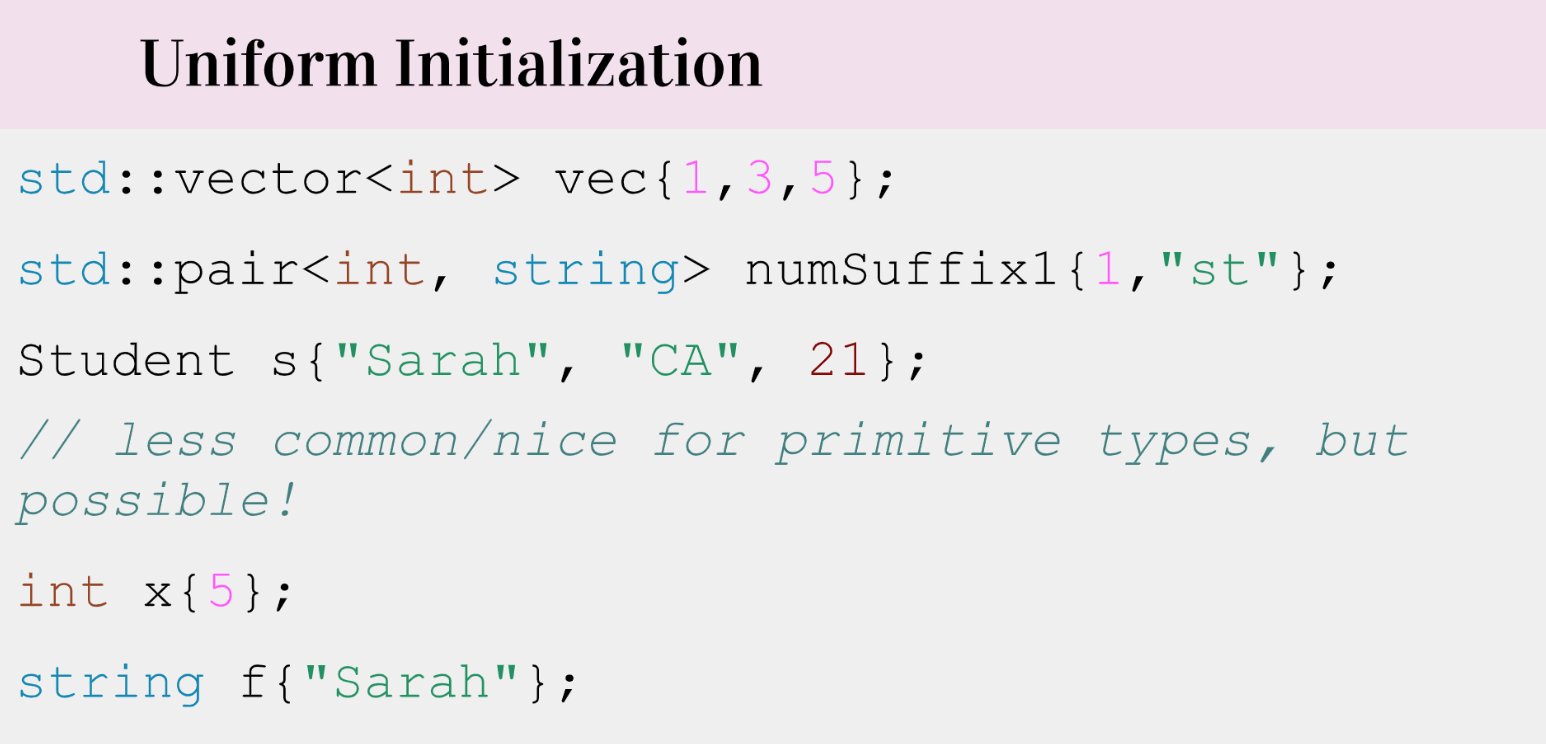 Uniform Initialization
std::vector<int> vec{1,3,5};
std::pair<int, string> numSuffix1{1,"st"};
Student s{"Sarah", "CA", 21};
// less common/nice for primitive types, but
possible!
int x{5};
string f{"Sarah"};